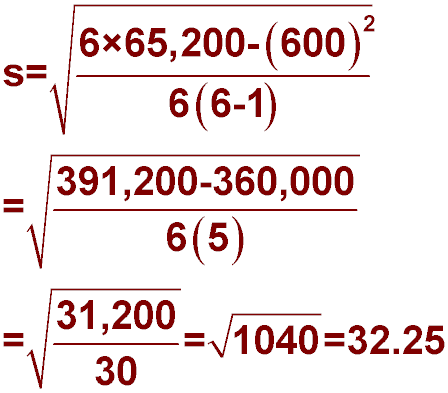 s=√((6×65,200-(600)²)/(6(6-1)))
=√((391,200-360,000)/(6(5)))
=√(31,200/30)=√1040=32.25